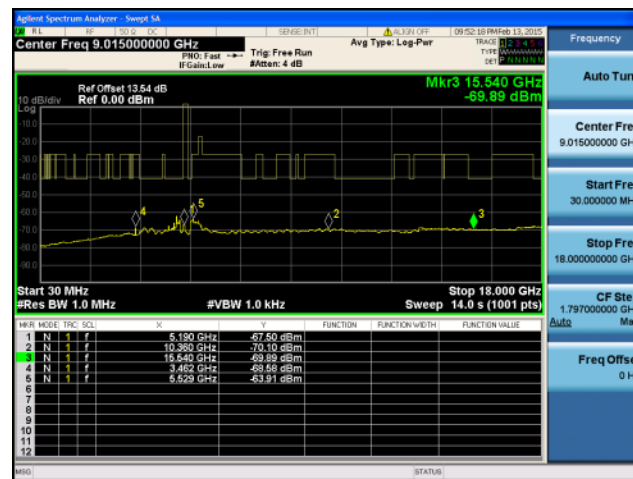 Agilent Spectrum Analyzer - Swept SA
RL RF 50 Ω DC SENSE:INT ALIGN OFF 09:52:18 PM Feb 13, 2015
Center Freq 9.015000000 GHz Avg Type: Log-Pwr TRACE 1 2 3 4 5 6
PNO: Fast Trig: Free Run TYPE
IFGain:Low #Atten: 4 dB DET P N N N N N
Mkr3 15.540 GHz
-69.89 dBm
Ref Offset 13.54 dB
10 dB/div Ref 0.00 dBm
Log
-10.0
-20.0
-30.0
-40.0
-50.0
-60.0
-70.0
-80.0
-90.0
4
5
2
3
Start 30 MHz Stop 18.000 GHz
#Res BW 1.0 MHz #VBW 1.0 kHz Sweep 14.0 s (1001 pts)
MKR MODE TRC SCL X Y FUNCTION FUNCTION WIDTH FUNCTION VALUE
1 N 1 f 5.190 GHz -67.50 dBm
2 N 1 f 10.360 GHz -70.10 dBm
3 N 1 f 15.540 GHz -69.89 dBm
4 N 1 f 3.462 GHz -68.58 dBm
5 N 1 f 5.529 GHz -63.91 dBm
6
7
8
9
10
11
12
MSG STATUS
Frequency
Auto Tun
Center Fre
9.015000000 GH
Start Fre
30.000000 MH
Stop Fre
18.000000000 GH
CF Ste
1.797000000 GH
Auto Ma
Freq Offse
0 H